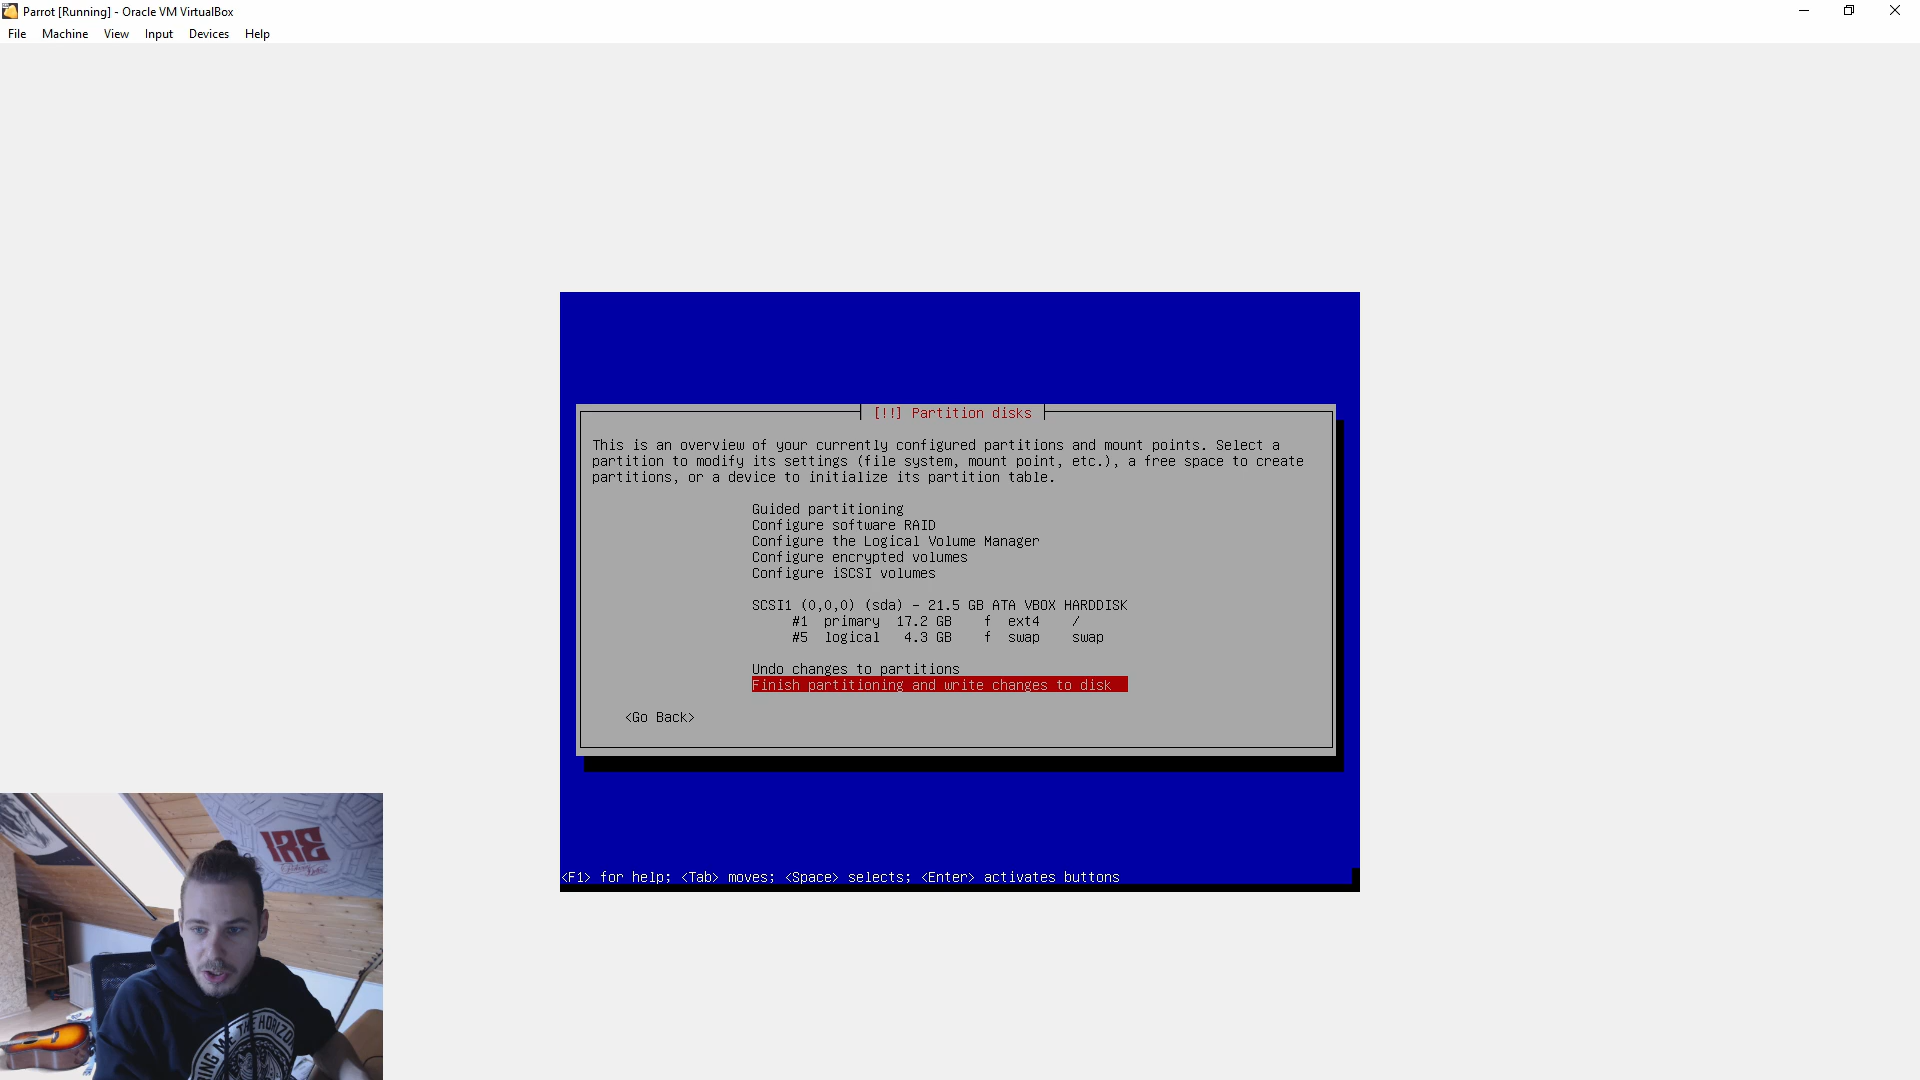 Parrot [Running] - Oracle VM VirtualBox
File Machine View Input Devices Help
[!!] Partition disks
This is an overview of your currently configured partitions and mount points. Select a
partition to modify its settings (file system, mount point, etc.), a free space to create
partitions, or a device to initialize its partition table.
Guided partitioning
Configure software RAID
Configure the Logical Volume Manager
Configure encrypted volumes
Configure iSCSI volumes
SCSI1 (0,0,0) (sda) - 21.5 GB ATA VBOX HARDDISK
#1 primary 17.2 GB f ext4 /
#5 logical 4.3 GB f swap swap
Undo changes to partitions
Finish partitioning and write changes to disk
<Go Back>
<F1> for help; <Tab> moves; <Space> selects; <Enter> activates buttons
IRE
ING ME THE HORIZO